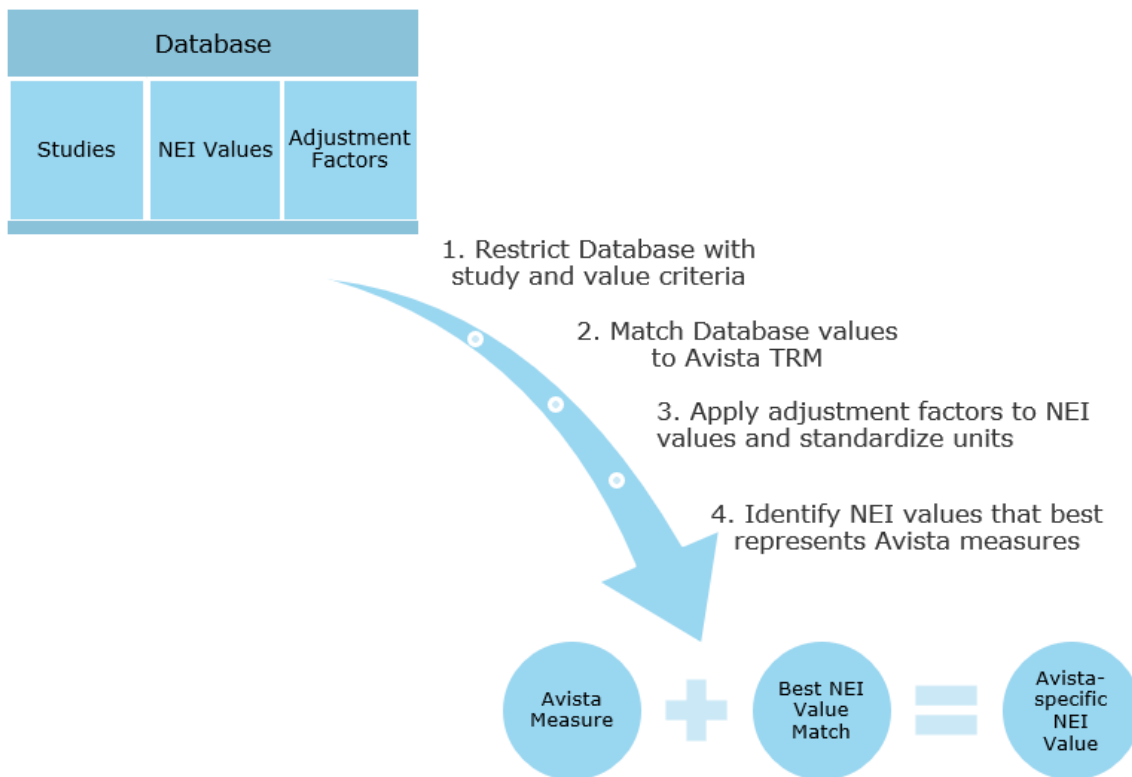 Database
Studies
NEI Values
Adjustment
Factors
1. Restrict Database with
study and value criteria
2. Match Database values
to Avista TRM
3. Apply adjustment factors to NEI
values and standardize units
4. Identify NEI values that best
represents Avista measures
Avista
Measure
Best NEI
Value
Match
Avista-
specific
NEI
Value